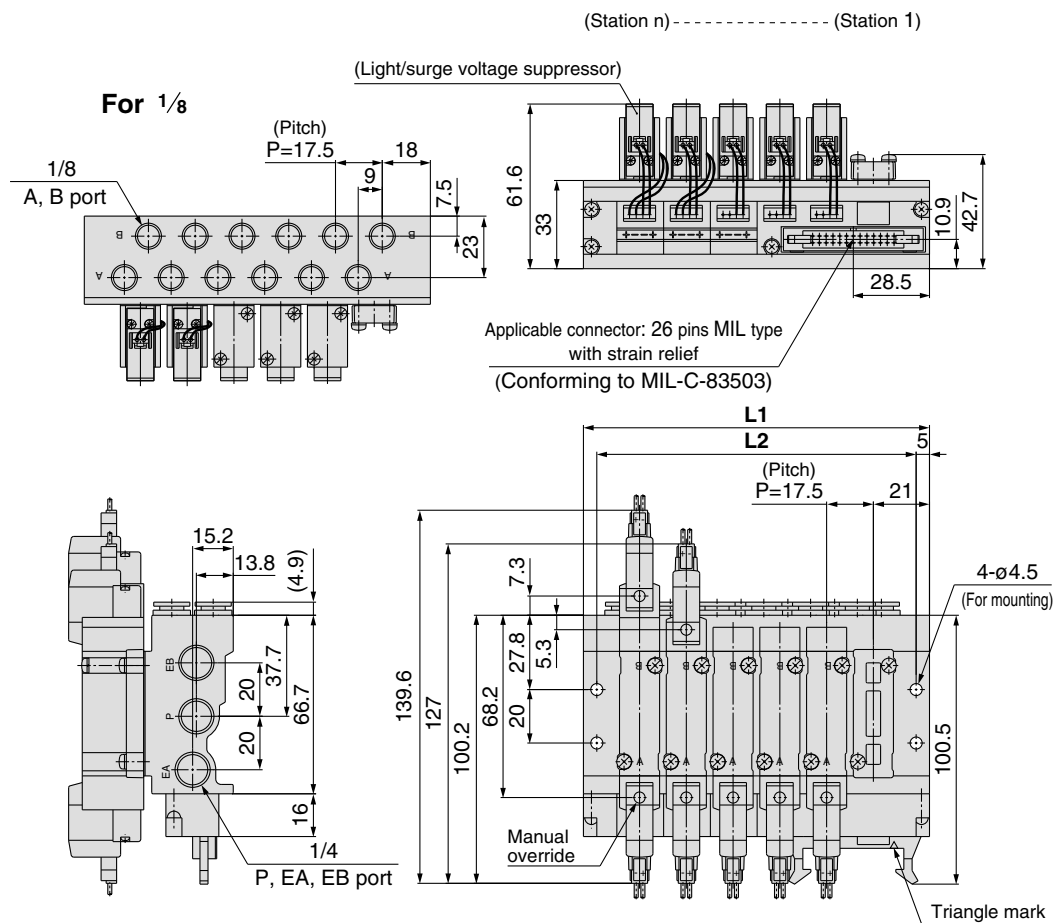 (Station n) ---------------- (Station 1)
(Light/surge voltage suppressor)
For 1/8
(Pitch)
P=17.5
18
9
7.5
23
1/8
A, B port
B
B
A
A
61.6
33
10.9
42.7
28.5
Applicable connector: 26 pins MIL type
with strain relief
(Conforming to MIL-C-83503)
L1
L2
5
(Pitch)
P=17.5
21
15.2
13.8
(4.9)
37.7
66.7
20
20
16
EB
P
EA
1/4
P, EA, EB port
139.6
127
100.2
68.2
27.8
7.3
5.3
20
4-ø4.5
(For mounting)
100.5
B
B
B
B
B
A
A
A
A
A
Manual
override
Triangle mark